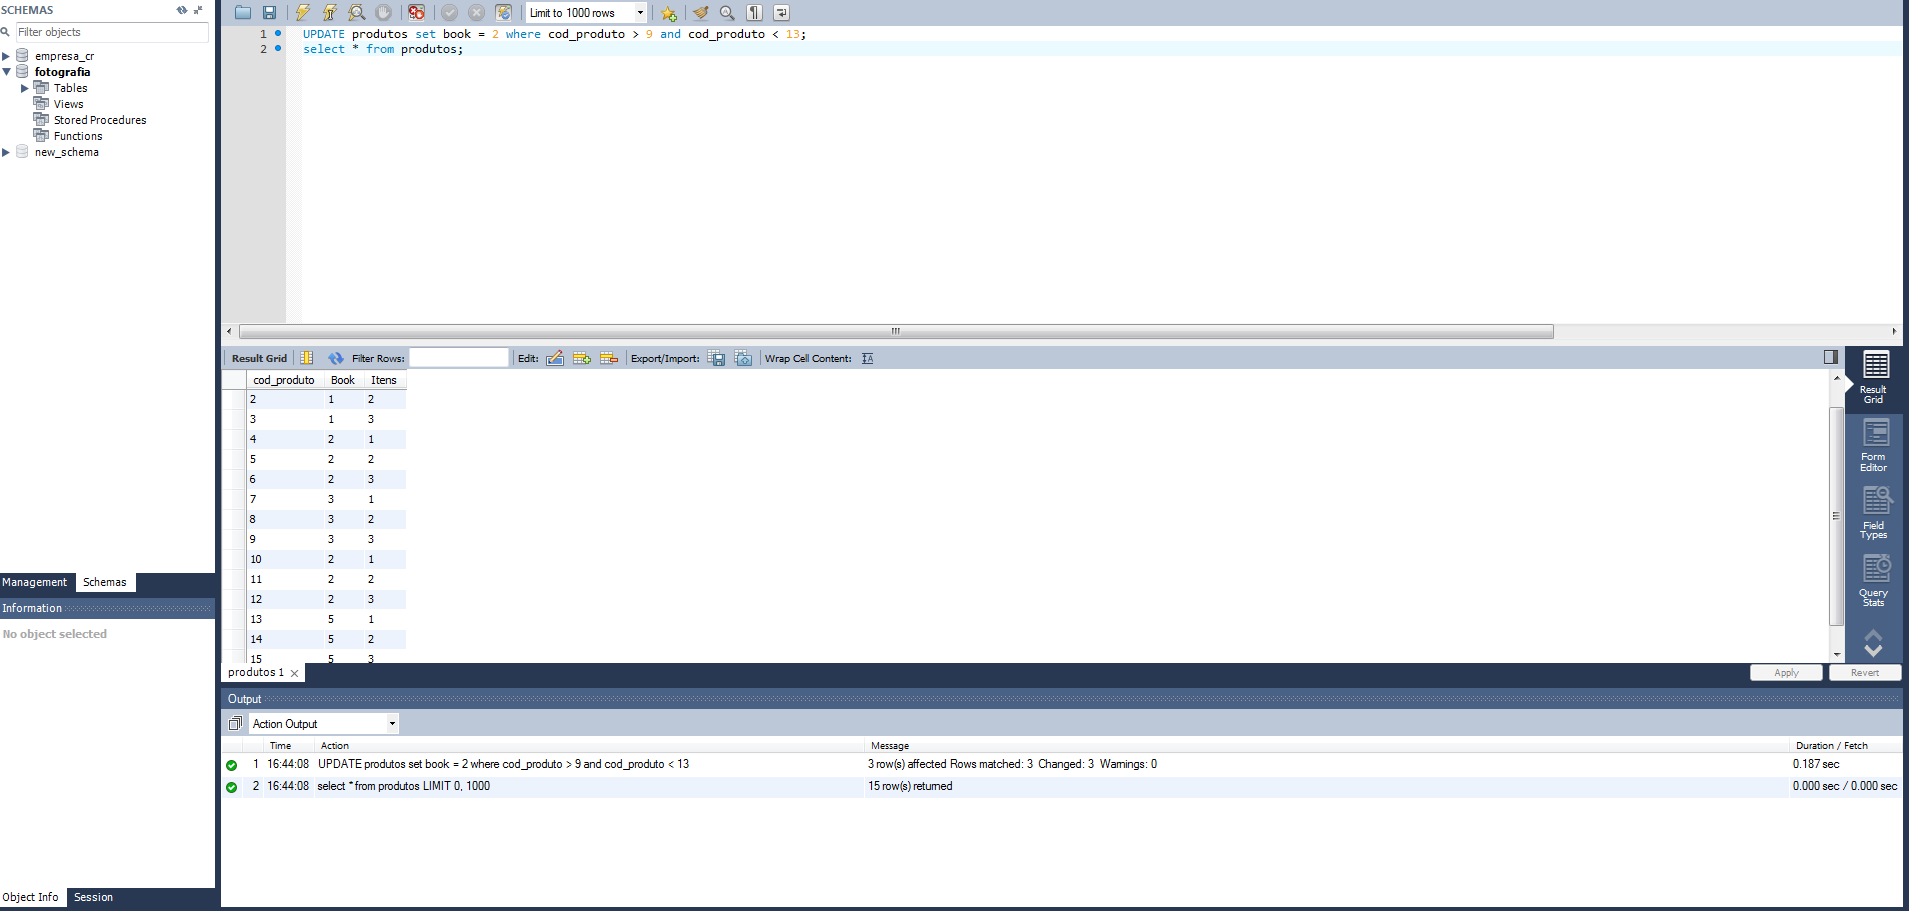 SCHEMAS
Filter objects
empresa_cr
fotografia
Tables
Views
Stored Procedures
Functions
new_schema
Management Schemas
Information
No object selected
Object Info Session
Limit to 1000 rows
1 UPDATE produtos set book = 2 where cod_produto > 9 and cod_produto < 13;
2 select * from produtos;
Result Grid Filter Rows: Edit: Export/Import: Wrap Cell Content:
cod_produto Book Itens
2 1 2
3 1 3
4 2 1
5 2 2
6 2 3
7 3 1
8 3 2
9 3 3
10 2 1
11 2 2
12 2 3
13 5 1
14 5 2
15 5 3
Result
Grid
Form
Editor
Field
Types
Query
Stats
produtos 1 Apply Revert
Output
Action Output
Time Action Message Duration / Fetch
1 16:44:08 UPDATE produtos set book = 2 where cod_produto > 9 and cod_produto < 13 3 row(s) affected Rows matched: 3 Changed: 3 Warnings: 0 0.187 sec
2 16:44:08 select * from produtos LIMIT 0, 1000 15 row(s) returned 0.000 sec / 0.000 sec